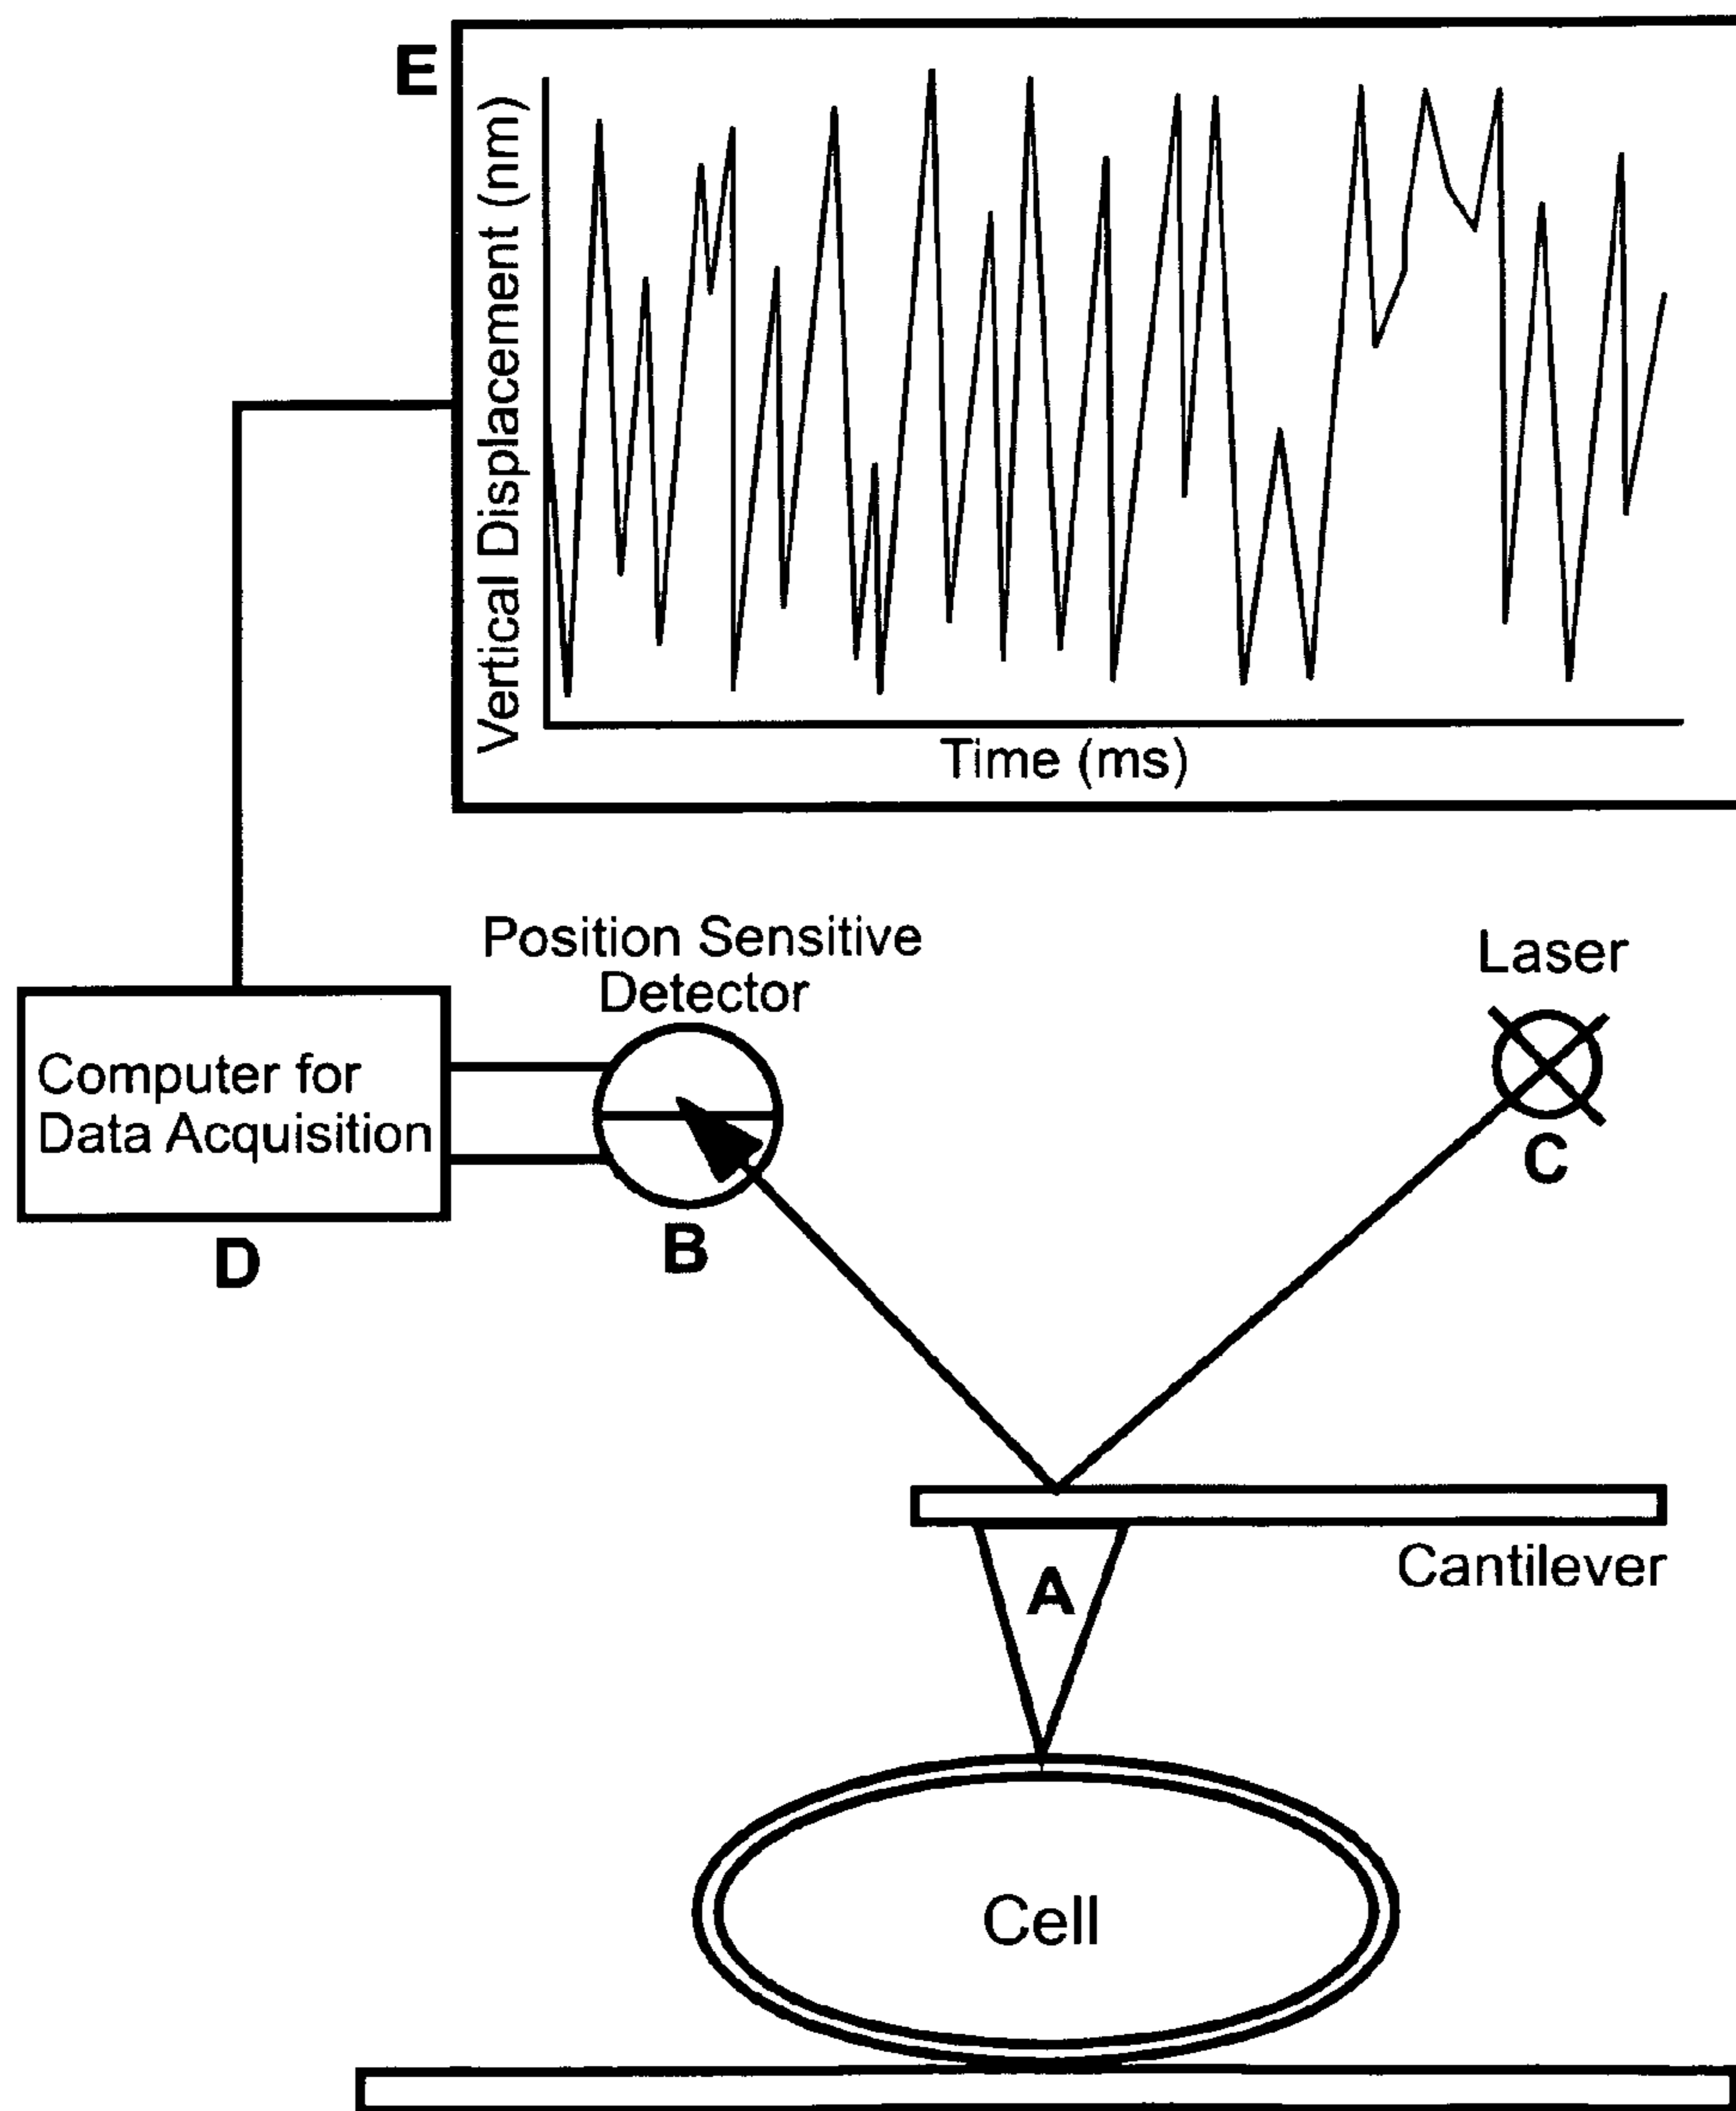 E
Vertical Displacement (nm)
Time (ms)
Position Sensitive
Detector
Laser
Computer for
Data Acquisition
C
B
D
Cantilever
A
Cell